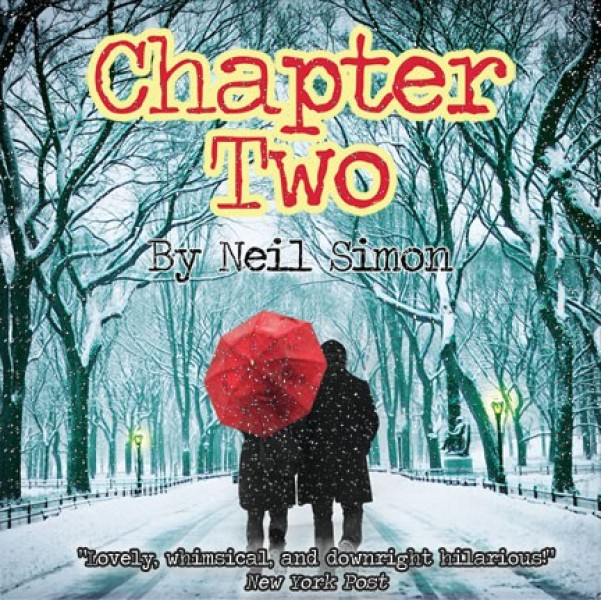 Chapter
Two
By Neil Simon
"Lovely, whimsical, and downright hilarious!"
New York Post